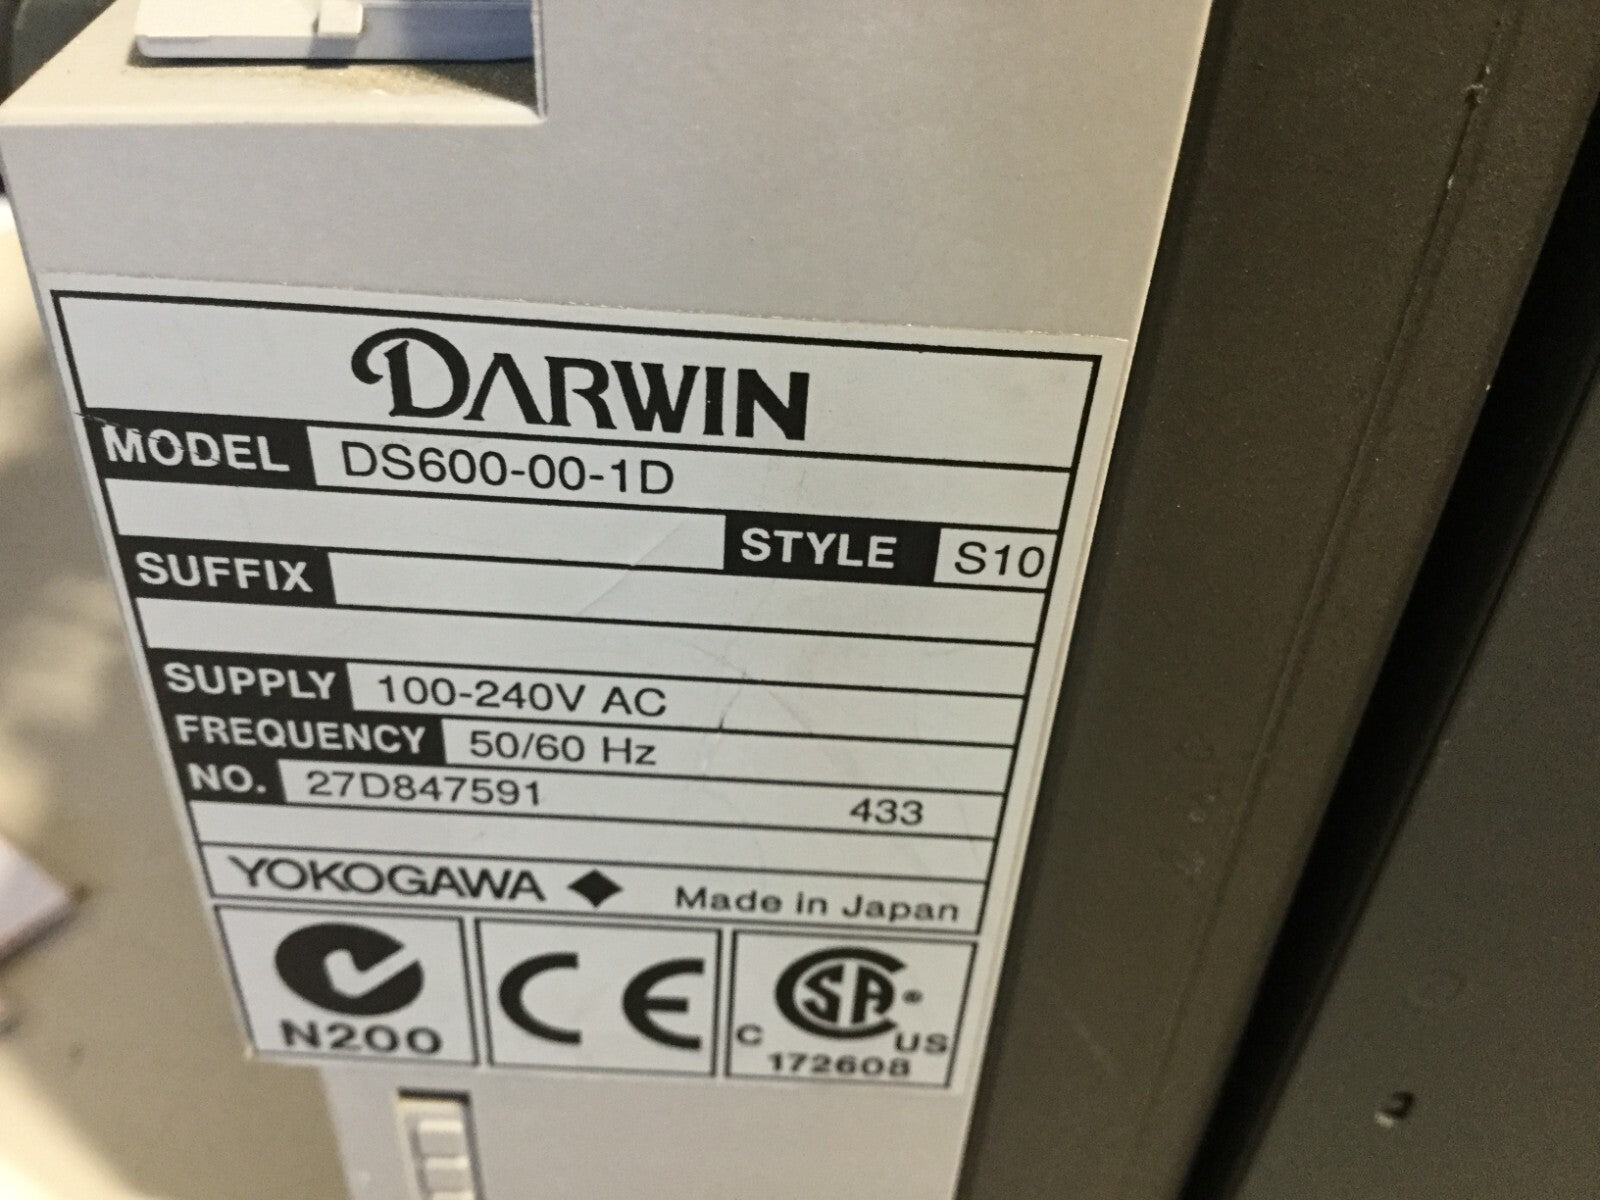 DARWIN
MODEL DS600-00-1D
STYLE S10
SUFFIX
SUPPLY 100-240V AC
FREQUENCY 50/60 Hz
NO. 27D847591 433
YOKOGAWA Made in Japan
N200 CE CSA® C US 172608